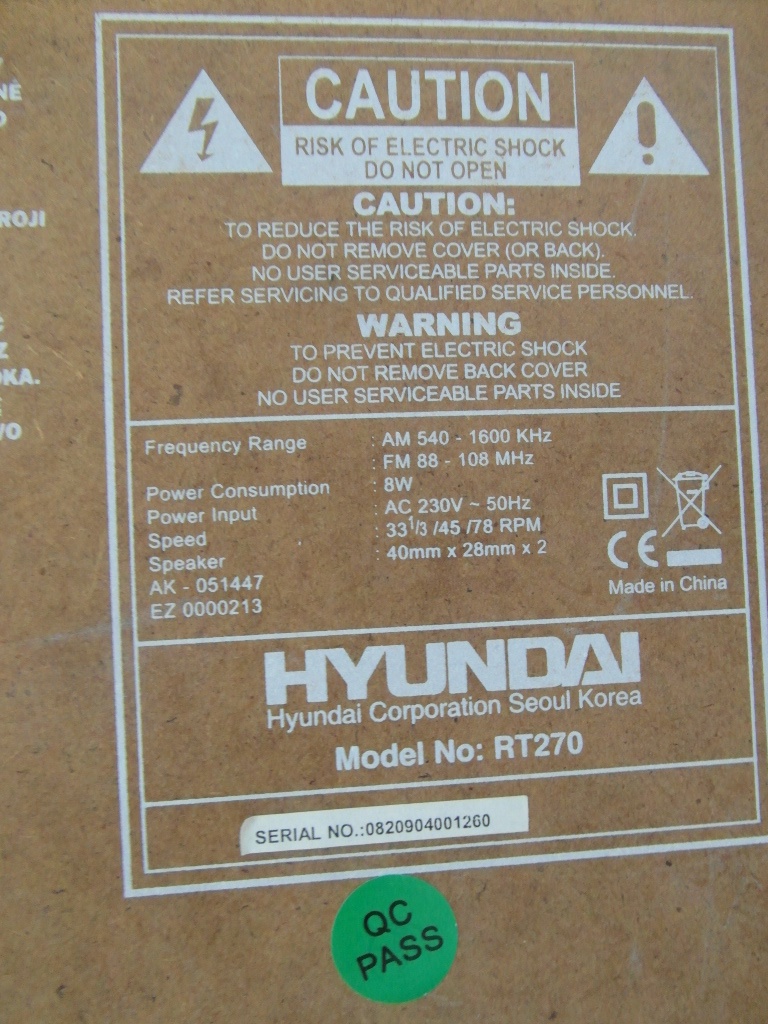 NÉ
ROJI
Z
OKA.
VO
CAUTION
RISK OF ELECTRIC SHOCK
DO NOT OPEN
CAUTION:
TO REDUCE THE RISK OF ELECTRIC SHOCK.
DO NOT REMOVE COVER (OR BACK).
NO USER SERVICEABLE PARTS INSIDE.
REFER SERVICING TO QUALIFIED SERVICE PERSONNEL.
WARNING
TO PREVENT ELECTRIC SHOCK
DO NOT REMOVE BACK COVER
NO USER SERVICEABLE PARTS INSIDE
Frequency Range : AM 540 - 1600 KHz
: FM 88 - 108 MHz
Power Consumption : 8W
Power Input : AC 230V ~ 50Hz
Speed : 33 1/3 /45 /78 RPM
Speaker : 40mm x 28mm x 2
AK - 051447
EZ 0000213
CE
Made in China
HYUNDAI
Hyundai Corporation Seoul Korea
Model No: RT270
SERIAL NO.:0820904001260
QC
PASS